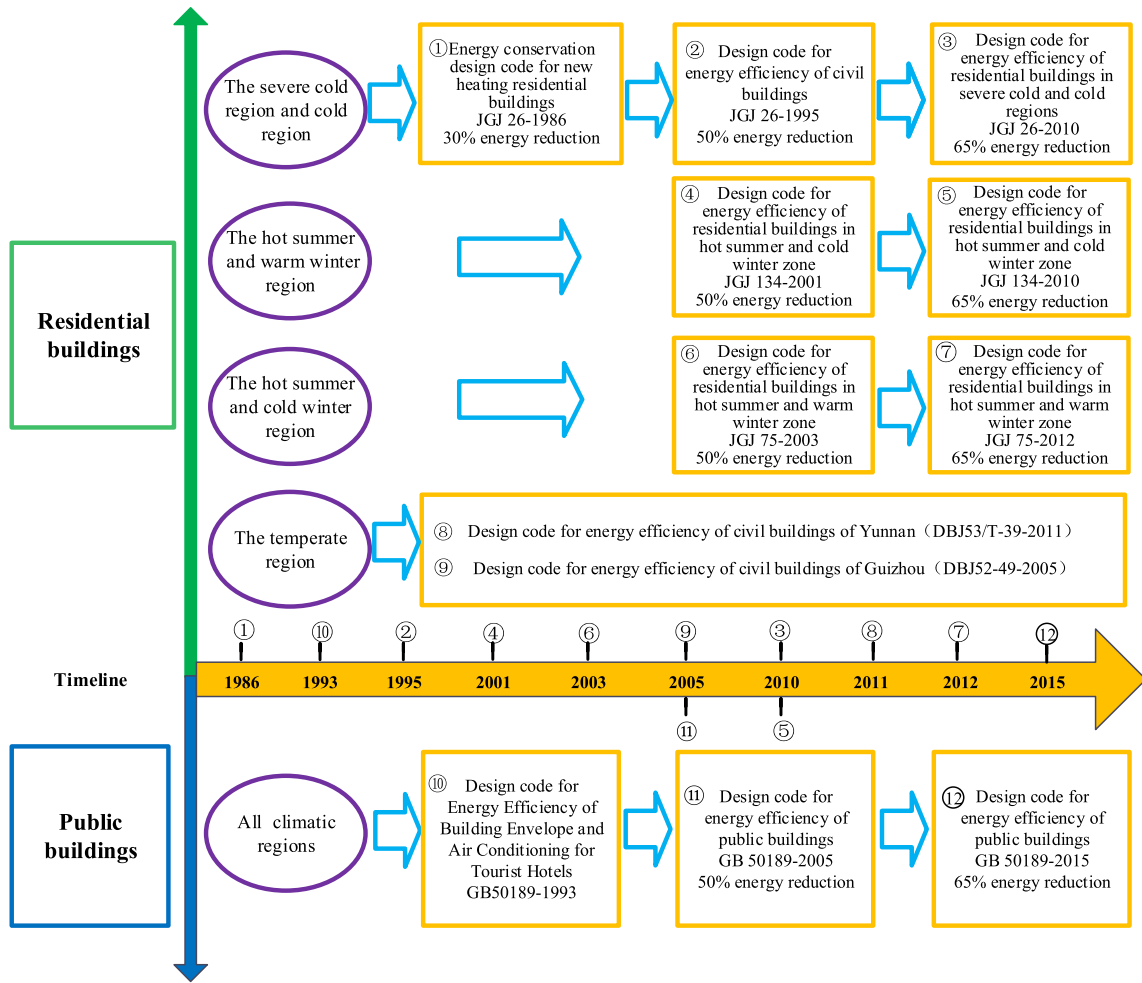 Residential
buildings
The severe cold
region and cold
region
① Energy conservation
design code for new
heating residential
buildings
JGJ 26-1986
30% energy reduction
② Design code for
energy efficiency of civil
buildings
JGJ 26-1995
50% energy reduction
③ Design code for
energy efficiency of
residential buildings in
severe cold and cold
regions
JGJ 26-2010
65% energy reduction
The hot summer
and warm winter
region
④ Design code for
energy efficiency of
residential buildings in
hot summer and cold
winter zone
JGJ 134-2001
50% energy reduction
⑤ Design code for
energy efficiency of
residential buildings in
hot summer and cold
winter zone
JGJ 134-2010
65% energy reduction
The hot summer
and cold winter
region
⑥ Design code for
energy efficiency of
residential buildings in
hot summer and warm
winter zone
JGJ 75-2003
50% energy reduction
⑦ Design code for
energy efficiency of
residential buildings in
hot summer and warm
winter zone
JGJ 75-2012
65% energy reduction
The temperate
region
⑧ Design code for energy efficiency of civil buildings of Yunnan（DBJ53/T-39-2011）
⑨ Design code for energy efficiency of civil buildings of Guizhou（DBJ52-49-2005）
① ⑩ ② ④ ⑥ ⑨ ③ ⑧ ⑦ ⑫
Timeline
1986 1993 1995 2001 2003 2005 2010 2011 2012 2015
⑪ ⑤
Public
buildings
All climatic
regions
⑩ Design code for
Energy Efficiency of
Building Envelope and
Air Conditioning for
Tourist Hotels
GB50189-1993
⑪ Design code for
energy efficiency of
public buildings
GB 50189-2005
50% energy reduction
⑫ Design code for
energy efficiency of
public buildings
GB 50189-2015
65% energy reduction